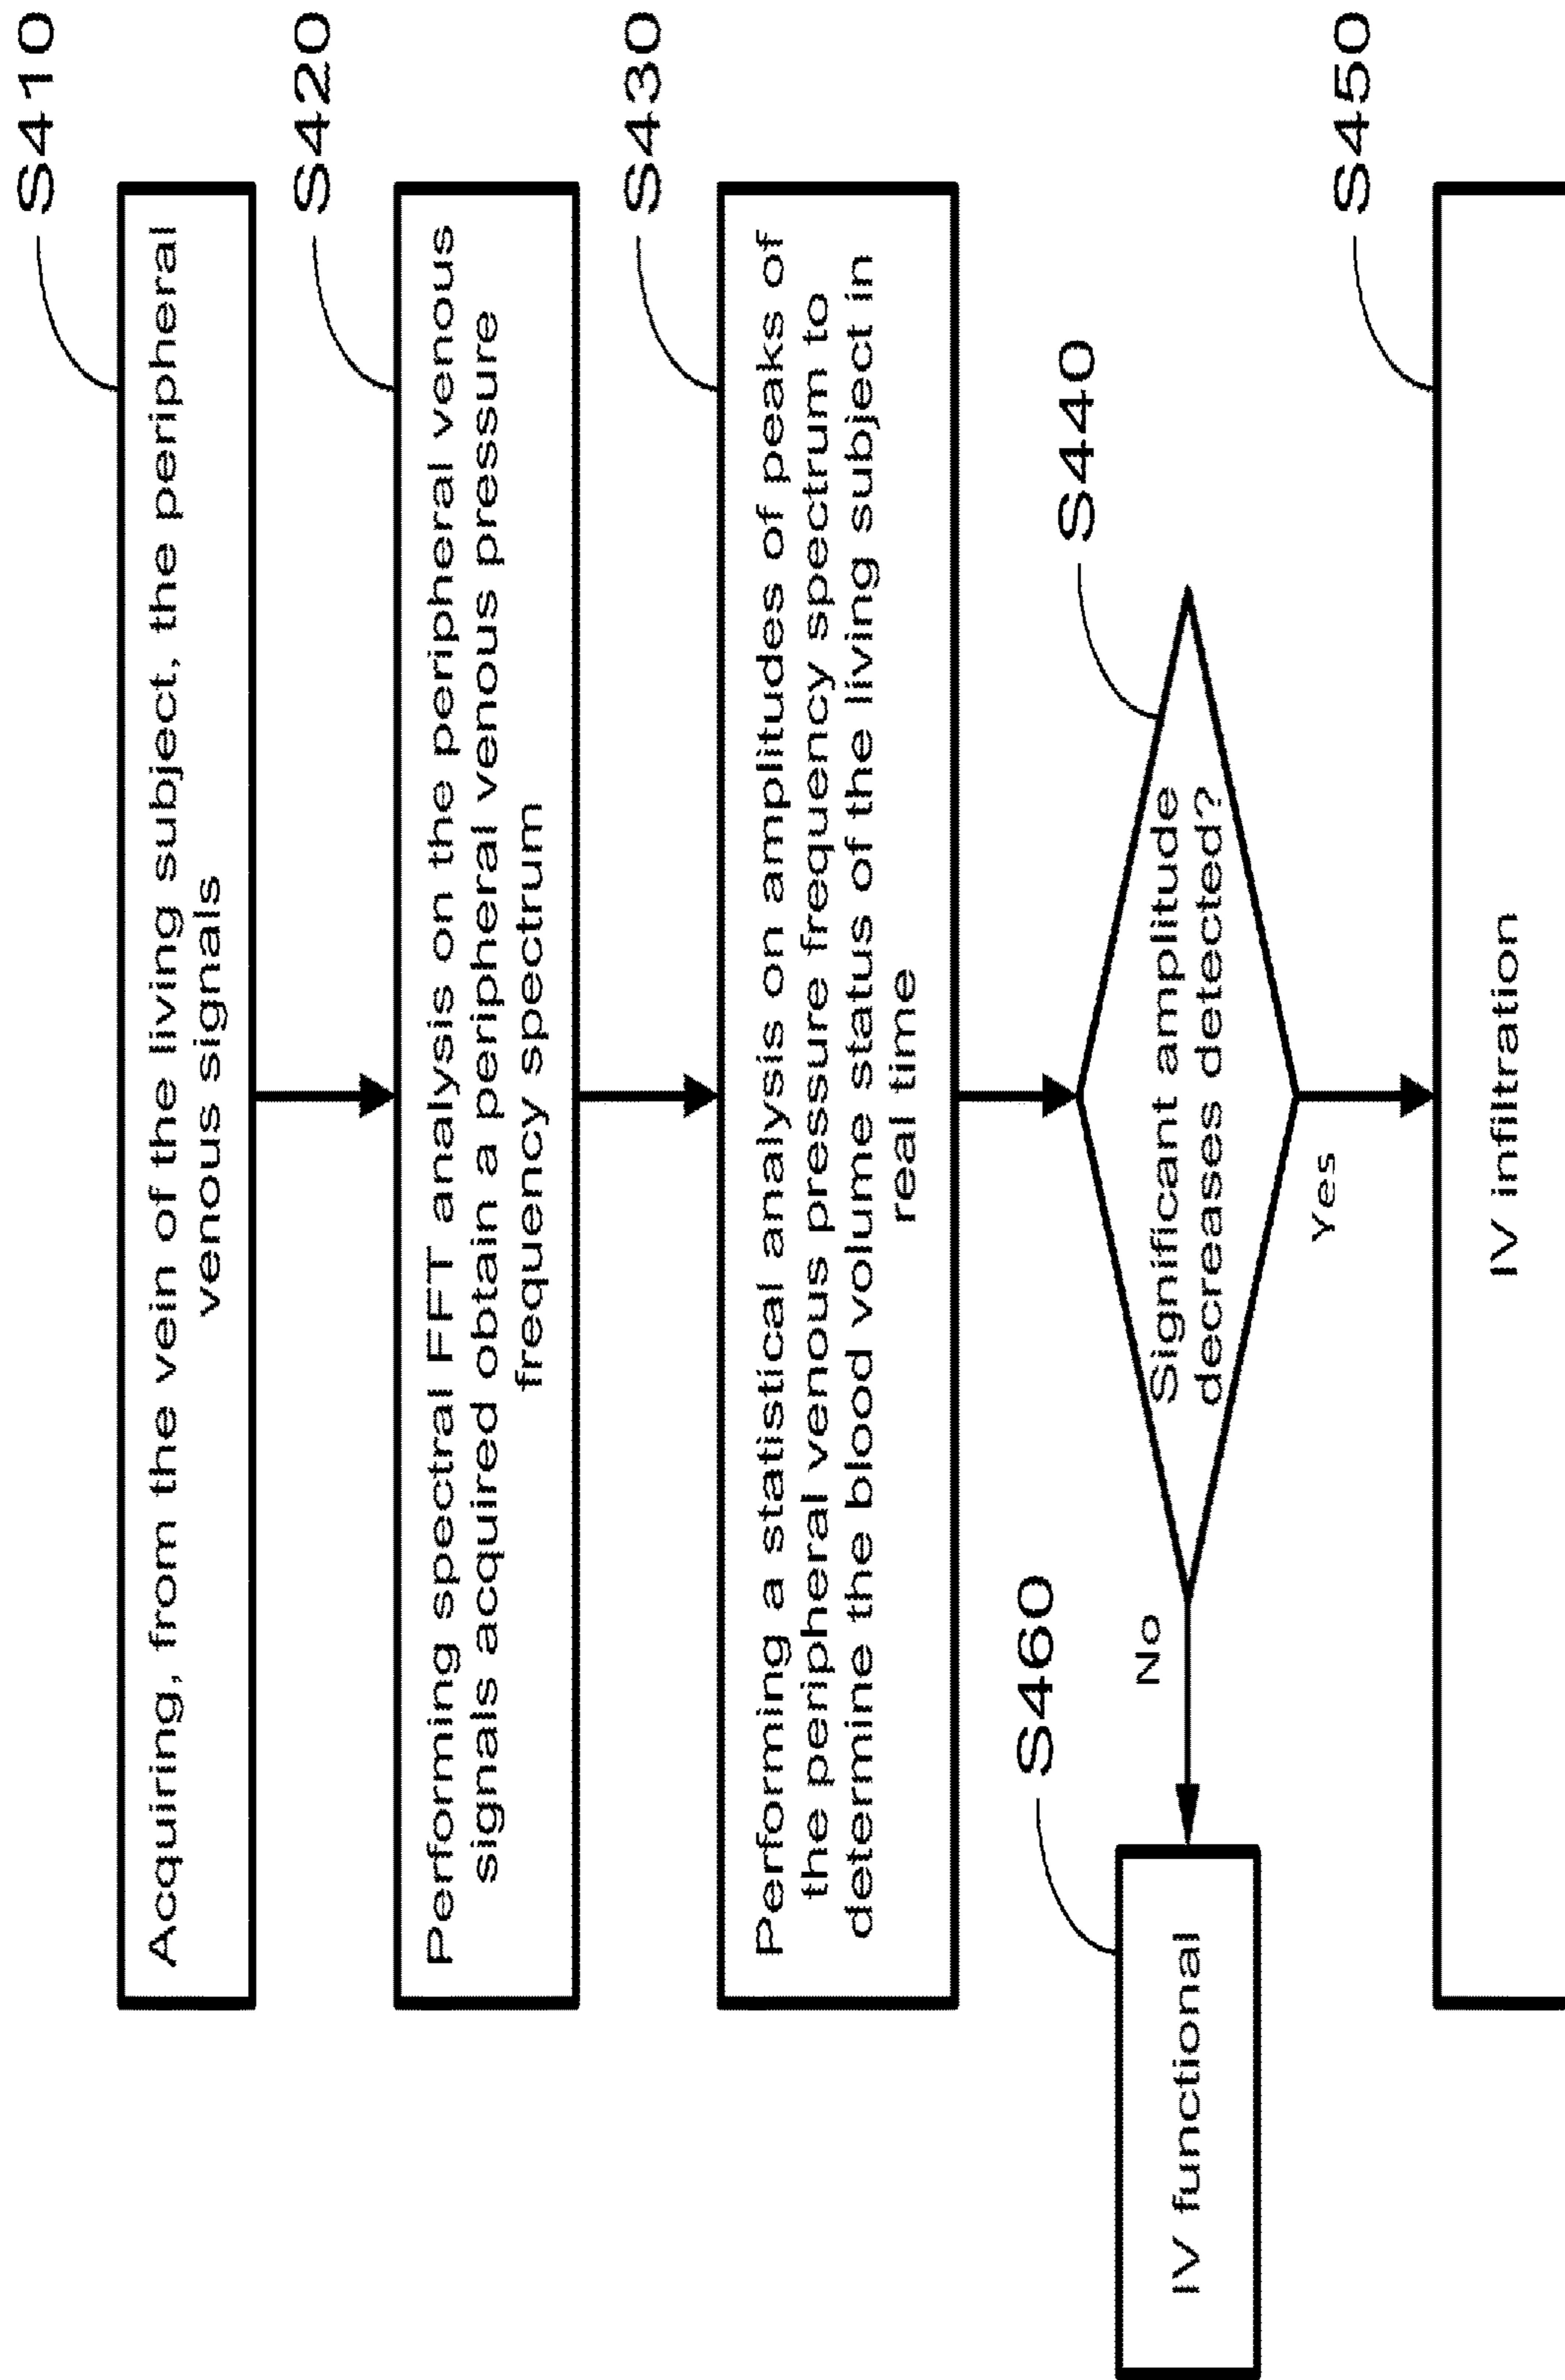 S410
Acquiring, from the vein of the living subject, the peripheral
venous signals
S420
Performing spectral FFT analysis on the peripheral venous
signals acquired obtain a peripheral venous pressure
frequency spectrum
S430
Performing a statistical analysis on amplitudes of peaks of
the peripheral venous pressure frequency spectrum to
determine the blood volume status of the living subject in
real time
S440
Significant amplitude
decreases detected?
S460
No
IV functional
Yes
S450
IV infiltration